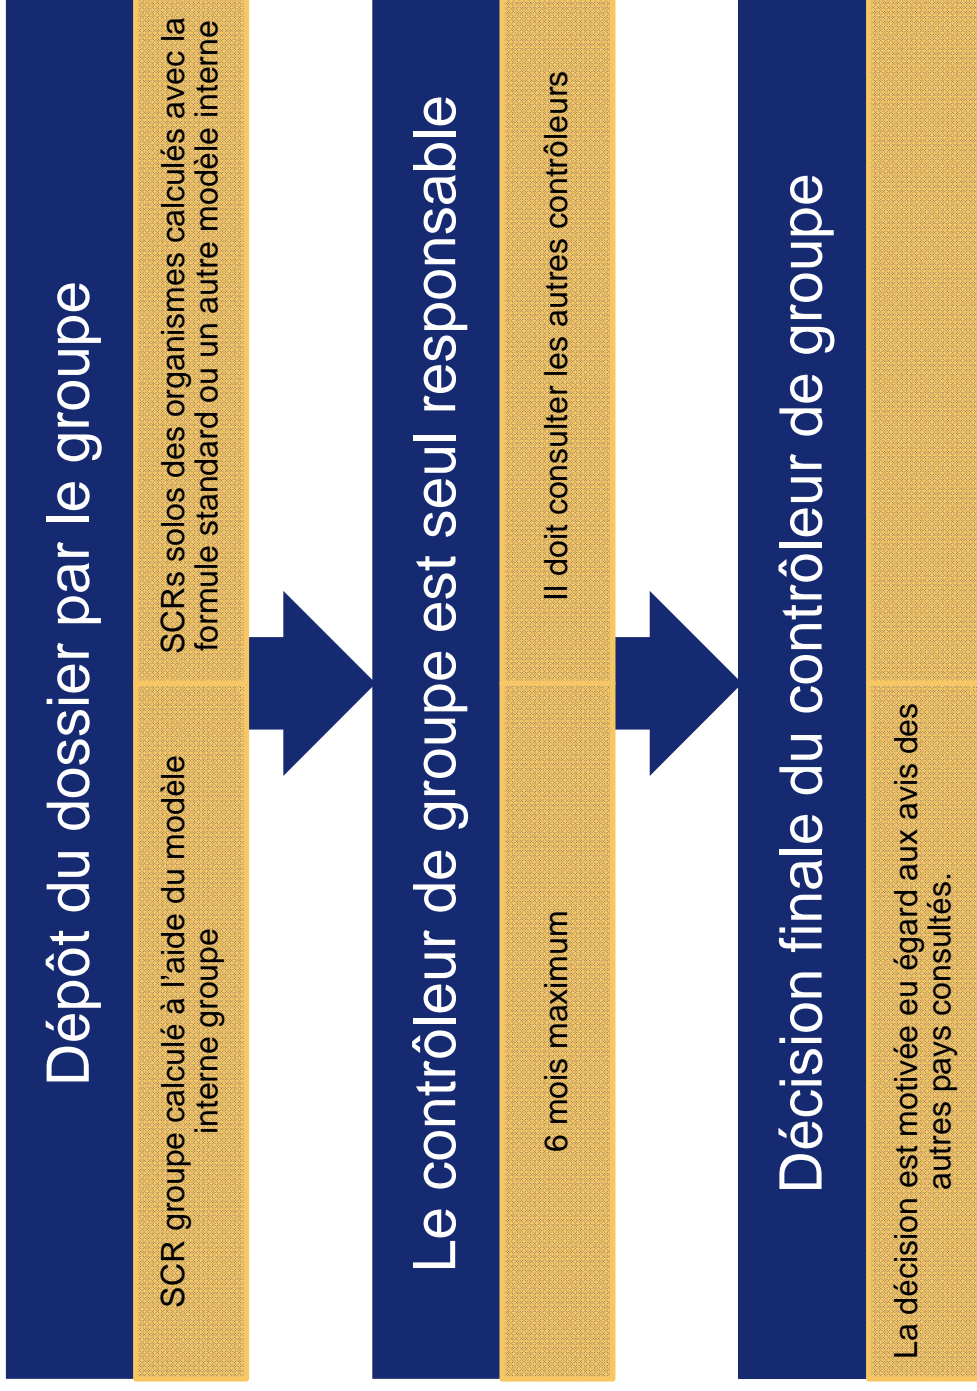 Dépôt du dossier par le groupe
SCR groupe calculé à l’aide du modèle
interne groupe
SCRs solos des organismes calculés avec la
formule standard ou un autre modèle interne
Le contrôleur de groupe est seul responsable
6 mois maximum
Il doit consulter les autres contrôleurs
Décision finale du contrôleur de groupe
La décision est motivée eu égard aux avis des
autres pays consultés.